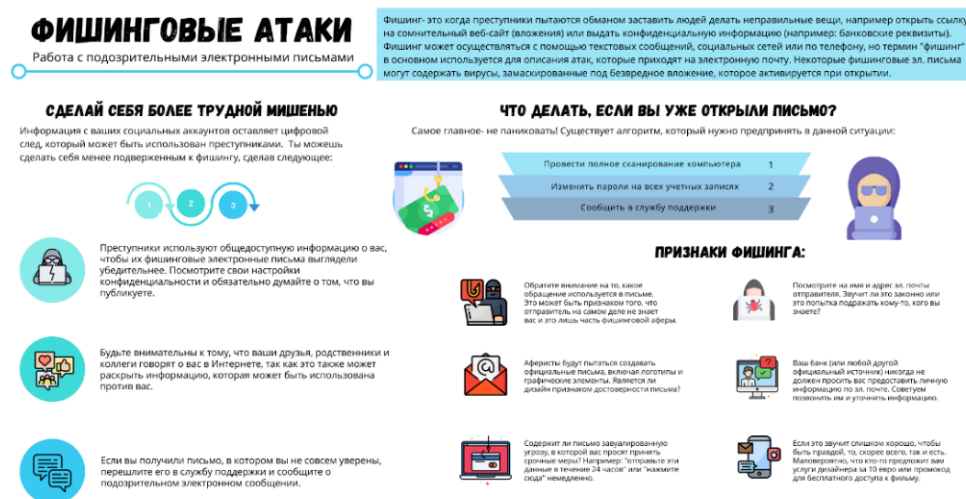 ФИШИНГОВЫЕ АТАКИ
Работа с подозрительными электронными письмами
Фишинг- это когда преступники пытаются обманом заставить людей делать неправильные вещи, например открыть ссылку
на сомнительный веб-сайт (вложения) или выдать конфиденциальную информацию (например: банковские реквизиты).
Фишинг может осуществляться с помощью текстовых сообщений, социальных сетей или по телефону, но термин "фишинг"
в основном используется для описания атак, которые приходят на электронную почту. Некоторые фишинговые эл. письма
могут содержать вирусы, замаскированные под безвредное вложение, которое активируется при открытии.
СДЕЛАЙ СЕБЯ БОЛЕЕ ТРУДНОЙ МИШЕНЬЮ
Информация с ваших социальных аккаунтов оставляет цифровой
след, который может быть использован преступниками. Ты можешь
сделать себя менее подверженным к фишингу, сделав следующее:
1
2
3
Преступники используют общедоступную информацию о вас,
чтобы их фишинговые электронные письма выглядели
убедительнее. Посмотрите свои настройки
конфиденциальности и обязательно думайте о том, что вы
публикуете.
Будьте внимательны к тому, что ваши друзья, родственники и
коллеги говорят о вас в Интернете, так как это также может
раскрыть информацию, которая может быть использована
против вас.
Если вы получили письмо, в котором вы не совсем уверены,
перешлите его в службу поддержки и сообщите о
подозрительном электронном сообщении.
ЧТО ДЕЛАТЬ, ЕСЛИ ВЫ УЖЕ ОТКРЫЛИ ПИСЬМО?
Самое главное- не паниковать! Существует алгоритм, который нужно предпринять в данной ситуации:
Провести полное сканирование компьютера 1
Изменить пароли на всех учетных записях 2
Сообщить в службу поддержки 3
ПРИЗНАКИ ФИШИНГА:
Обратите внимание на то, какое
обращение используется в письме.
Это может быть признаком того, что
отправитель на самом деле не знает
вас и это лишь часть фишинговой аферы.
Посмотрите на имя и адрес эл. почты
отправителя. Звучит ли это законно или
это попытка подражать кому-то, кого вы
знаете?
Аферисты будут пытаться создавать
официальные письма, включая логотипы и
графические элементы. Является ли
дизайн признаком достоверности письма?
Ваш банк (или любой другой
официальный источник) никогда не
должен просить вас предоставить личную
информацию по эл. почте. Советуем
позвонить им и уточнить информацию.
Содержит ли письмо завуалированную
угрозу, в которой вас просят принять
срочные меры? Например: "отправьте эти
данные в течение 24 часов" или "нажмите
сюда" немедленно.
Если это звучит слишком хорошо, чтобы
быть правдой, то, скорее всего, так и есть.
Маловероятно, что кто-то предложит вам
услуги дизайнера за 10 евро или промокод
для бесплатного доступа к фильму.